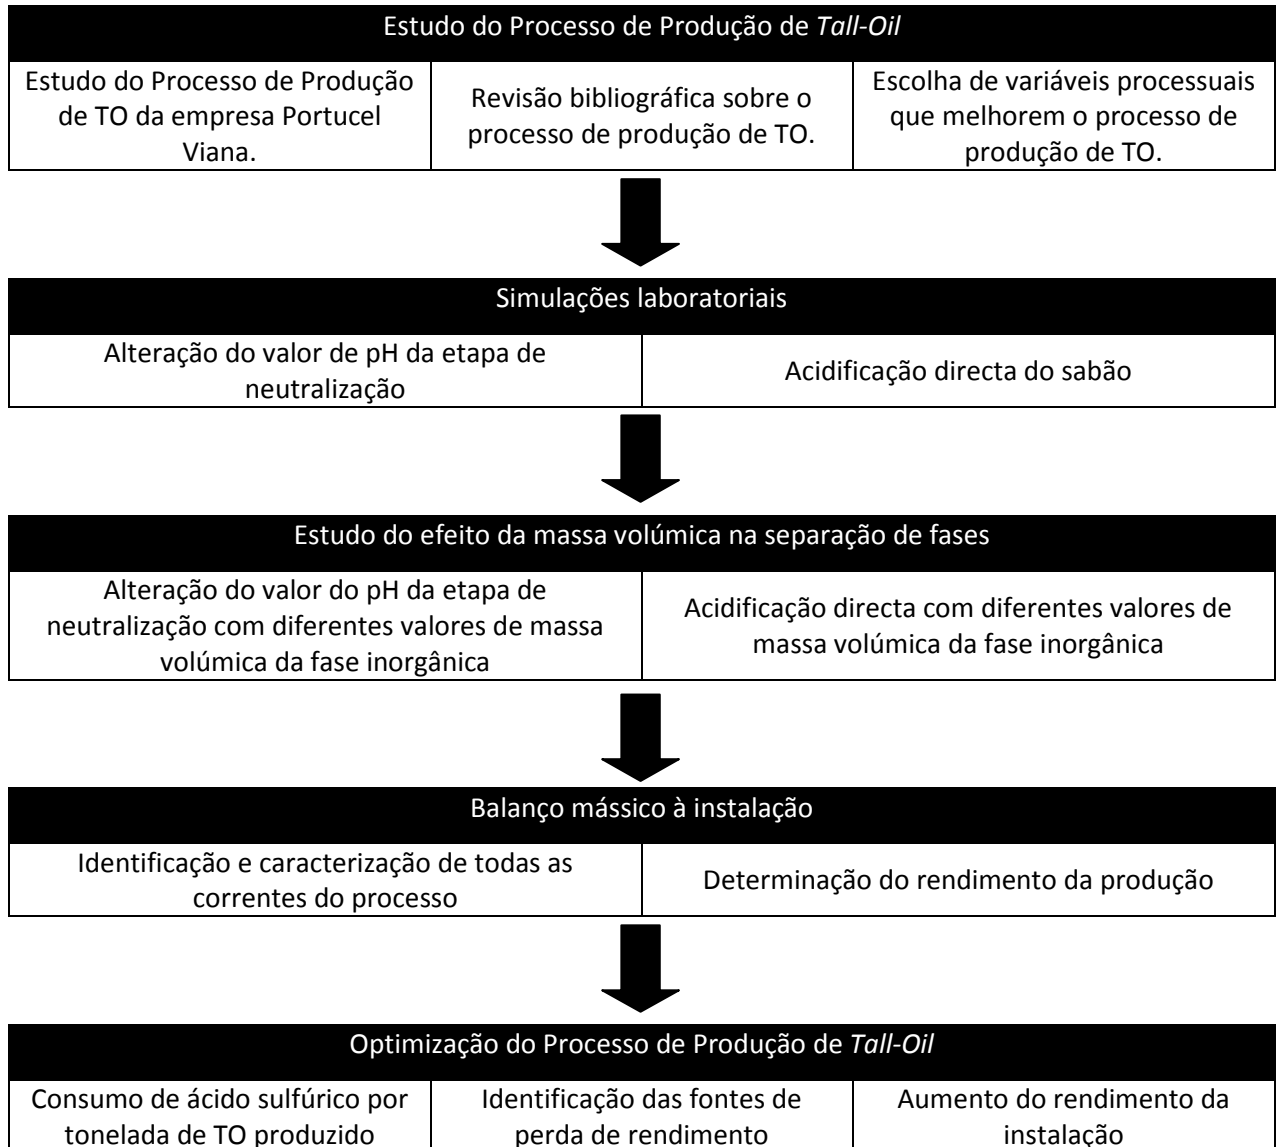 Estudo do Processo de Produção de Tall-Oil
Estudo do Processo de Produção
de TO da empresa Portucel
Viana.
Revisão bibliográfica sobre o
processo de produção de TO.
Escolha de variáveis processuais
que melhorem o processo de
produção de TO.
Simulações laboratoriais
Alteração do valor de pH da etapa de
neutralização
Acidificação directa do sabão
Estudo do efeito da massa volúmica na separação de fases
Alteração do valor do pH da etapa de
neutralização com diferentes valores de massa
volúmica da fase inorgânica
Acidificação directa com diferentes valores de
massa volúmica da fase inorgânica
Balanço mássico à instalação
Identificação e caracterização de todas as
correntes do processo
Determinação do rendimento da produção
Optimização do Processo de Produção de Tall-Oil
Consumo de ácido sulfúrico por
tonelada de TO produzido
Identificação das fontes de
perda de rendimento
Aumento do rendimento da
instalação